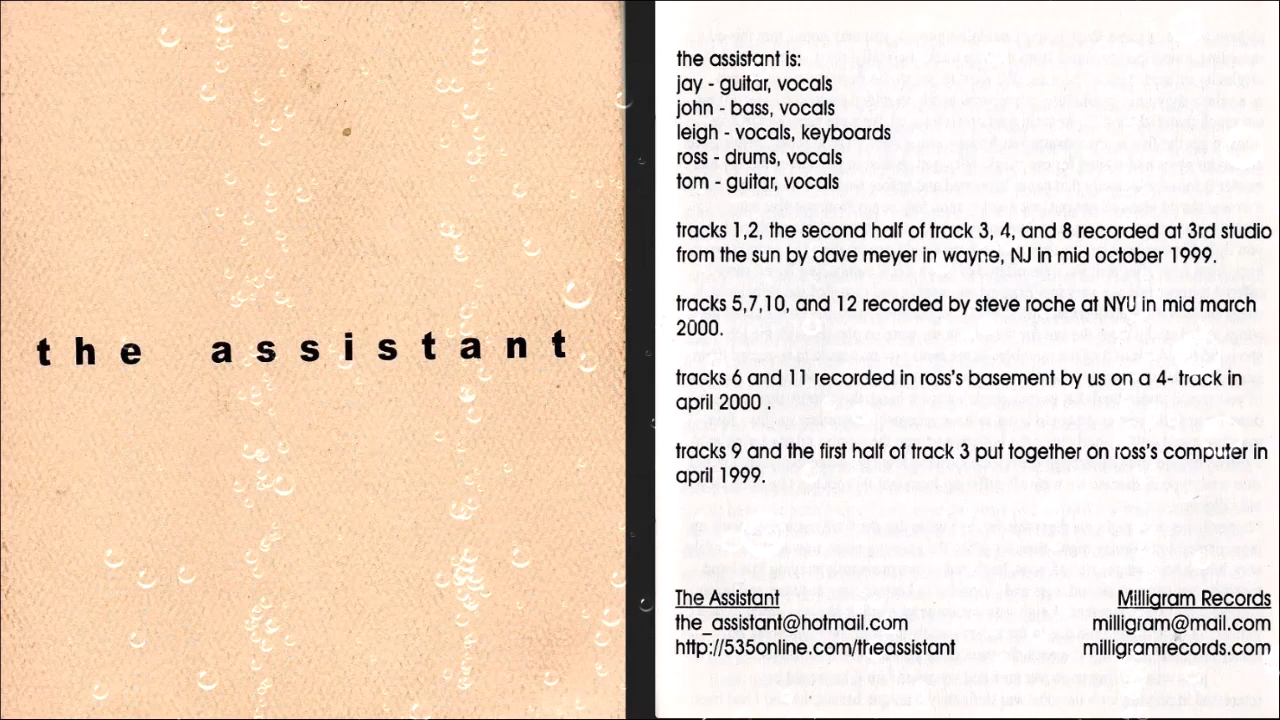 the assistant
the assistant is:
jay - guitar, vocals
john - bass, vocals
leigh - vocals, keyboards
ross - drums, vocals
tom - guitar, vocals
tracks 1,2, the second half of track 3, 4, and 8 recorded at 3rd studio
from the sun by dave meyer in wayne, NJ in mid october 1999.
tracks 5,7,10, and 12 recorded by steve roche at NYU in mid march
2000.
tracks 6 and 11 recorded in ross's basement by us on a 4- track in
april 2000 .
tracks 9 and the first half of track 3 put together on ross's computer in
april 1999.
The Assistant
the_assistant@hotmail.com
http://535online.com/theassistant
Milligram Records
milligram@mail.com
milligramrecords.com